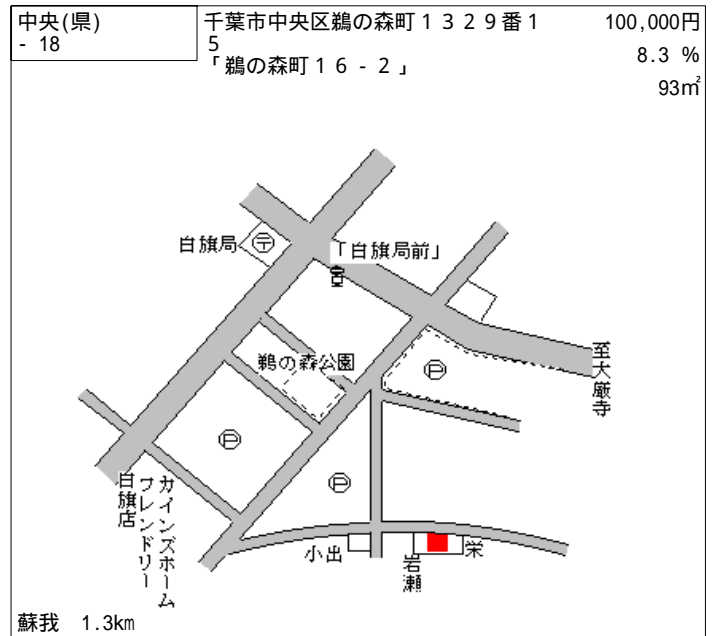 中央(県)
- 18
千葉市中央区鵜の森町１３２９番１
５
「鵜の森町１６－２」
100,000円
8.3 %
93㎡
白旗局
「白旗局前」
鵜の森公園
至大厳寺
Ｐ
Ｐ
Ｐ
カインズホーム
フレンドリー
白旗店
小出
岩瀬
栄
蘇我 1.3km